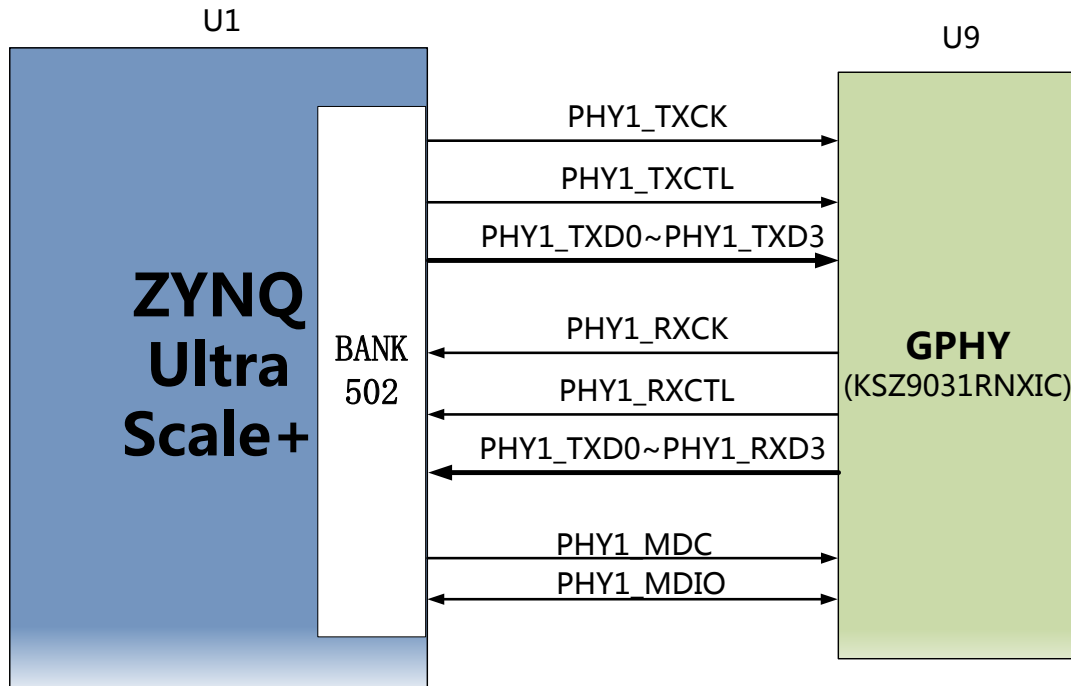 U1
U9
PHY1_TXCK
PHY1_TXCTL
PHY1_TXD0~PHY1_TXD3
ZYNQ
Ultra
Scale+
BANK
502
PHY1_RXCK
PHY1_RXCTL
PHY1_TXD0~PHY1_RXD3
PHY1_MDC
PHY1_MDIO
GPHY
(KSZ9031RNXIC)